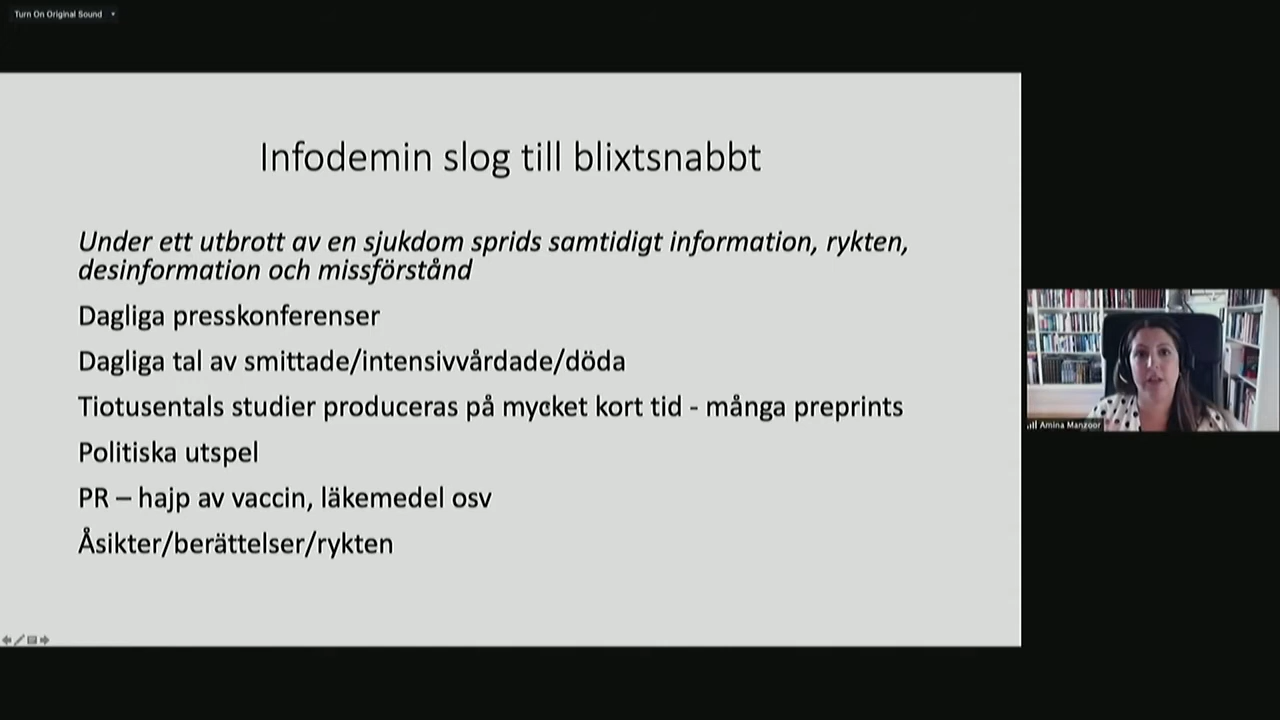 Turn On Original Sound
Infodemin slog till blixtsnabbt
Under ett utbrott av en sjukdom sprids samtidigt information, rykten,
desinformation och missförstånd
Dagliga presskonferenser
Dagliga tal av smittade/intensivvårdade/döda
Tiotusentals studier produceras på mycket kort tid - många preprints
Politiska utspel
PR – hajp av vaccin, läkemedel osv
Åsikter/berättelser/rykten
Amina Manzoor